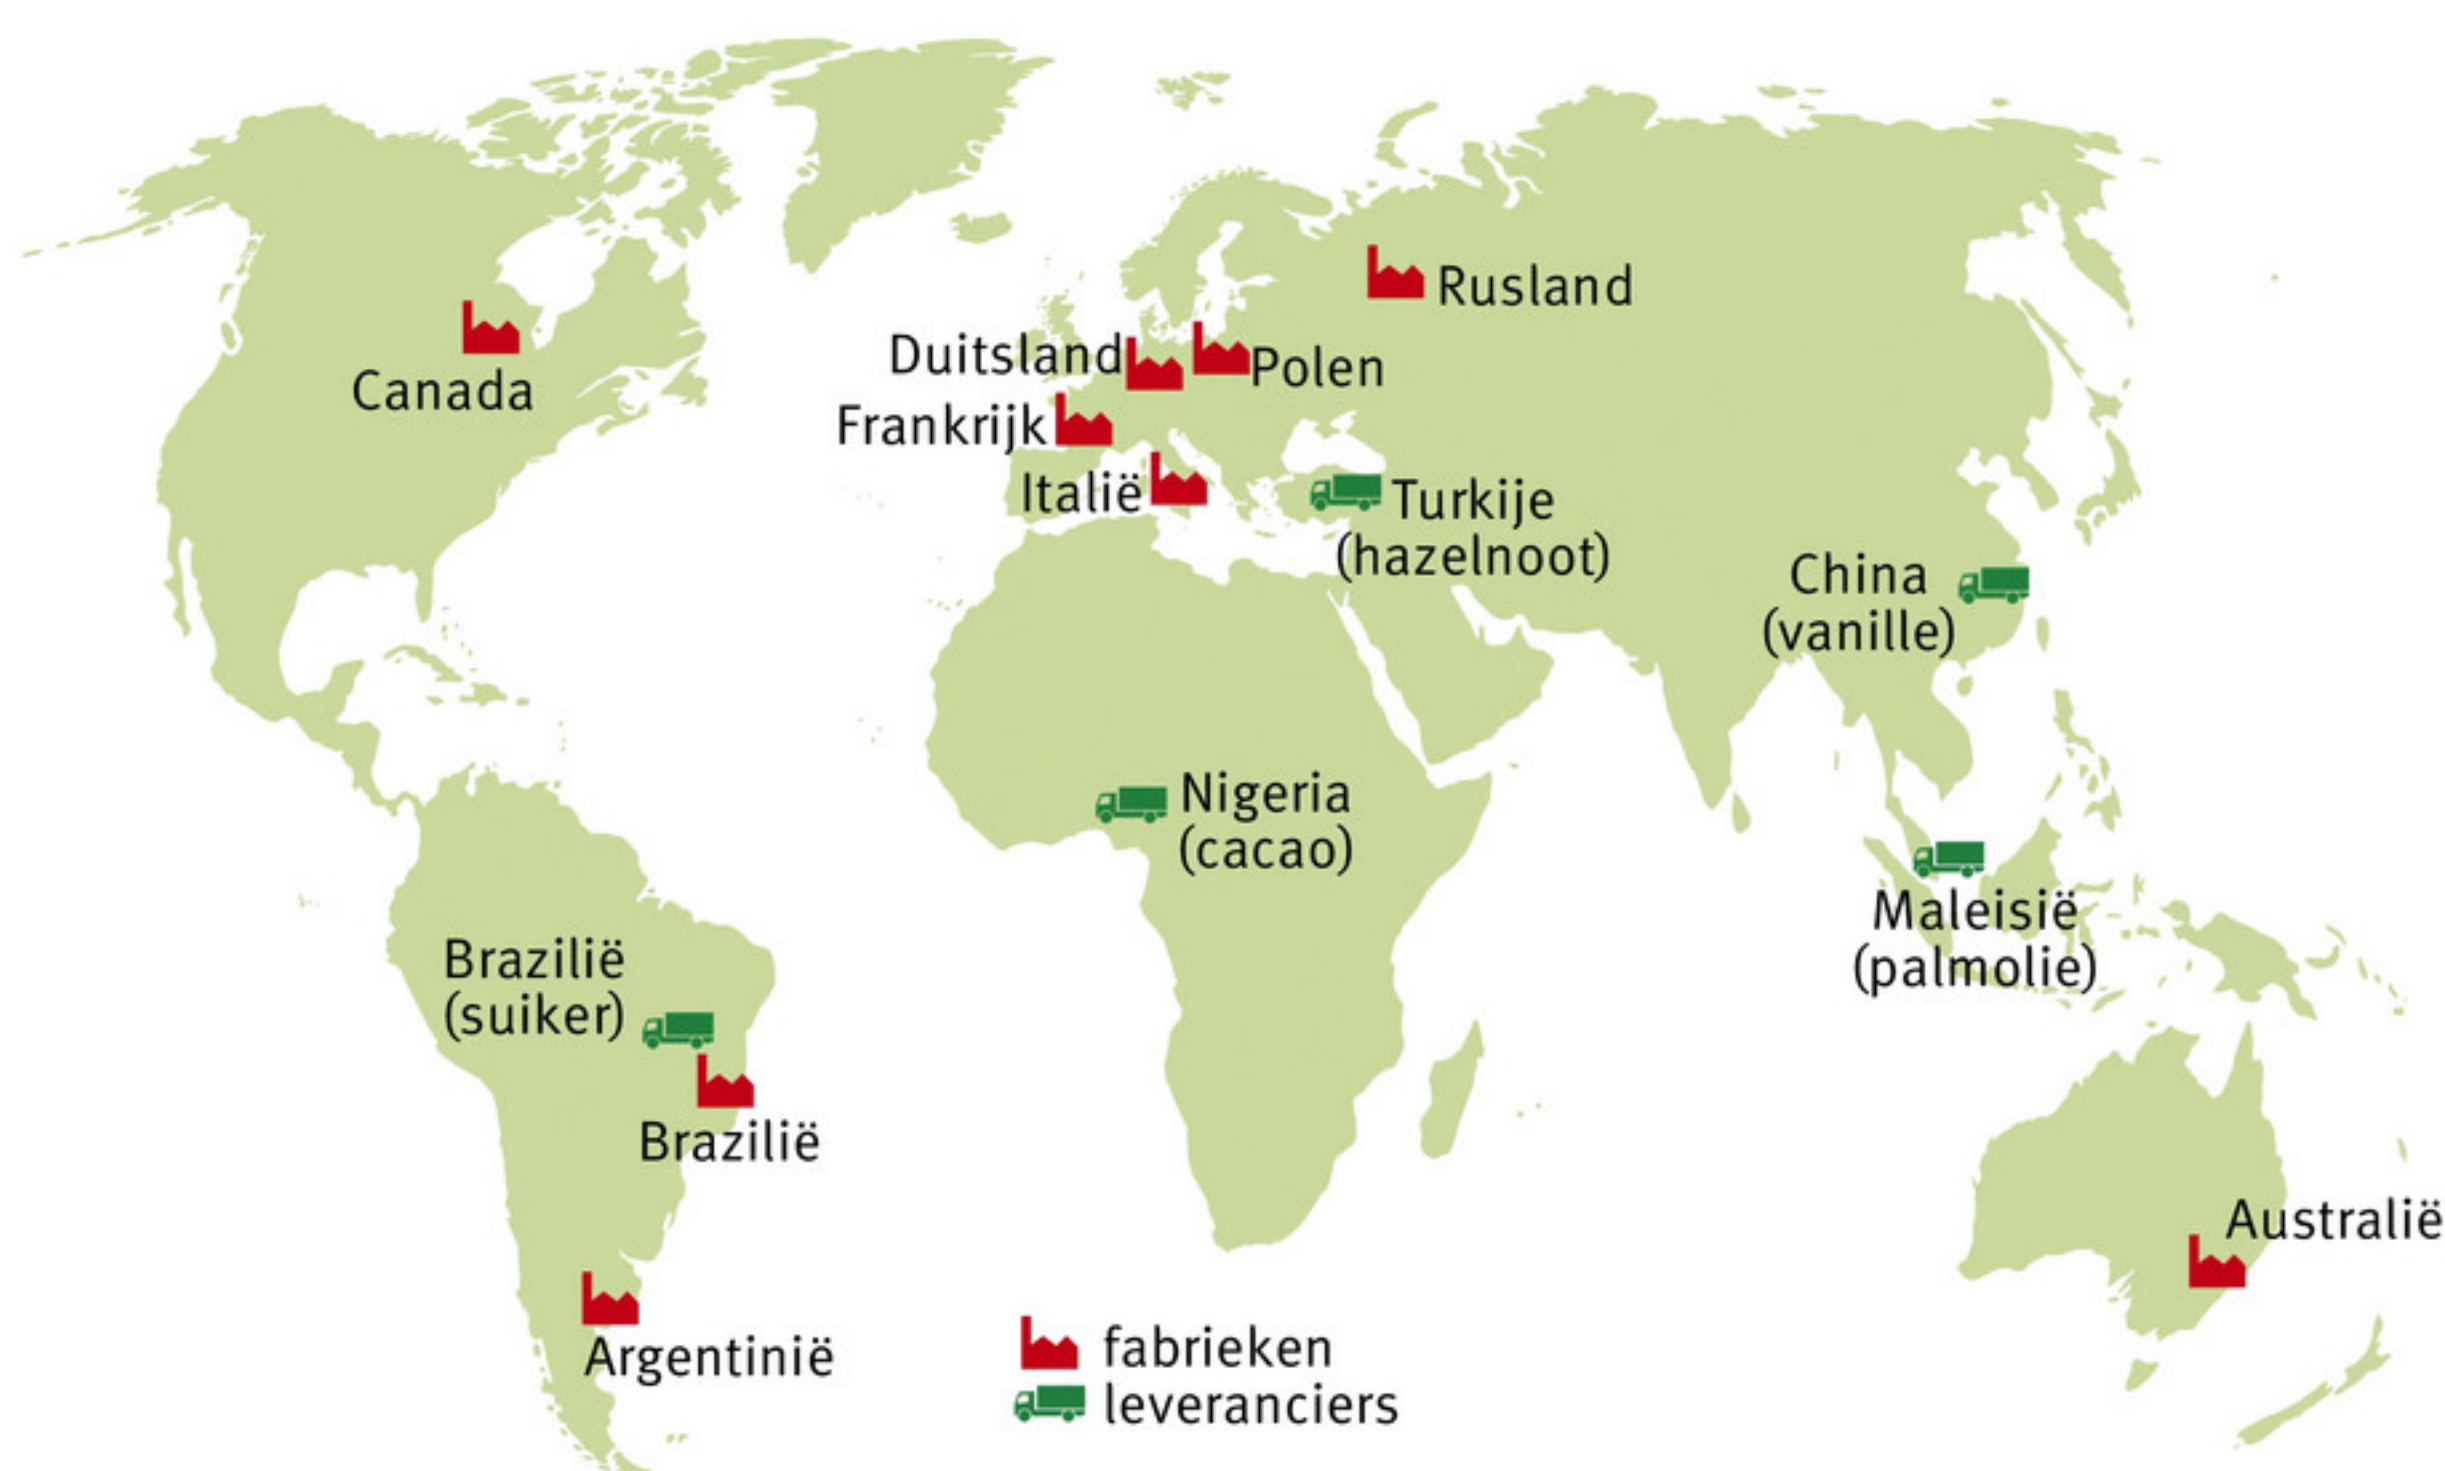 Rusland
Duitsland
Polen
Canada
Frankrijk
Italië
Turkije
(hazelnoot)
China
(vanille)
Nigeria
(cacao)
Maleisië
(palmolie)
Brazilië
(suiker)
Brazilië
Australië
Argentinië
fabrieken
leveranciers